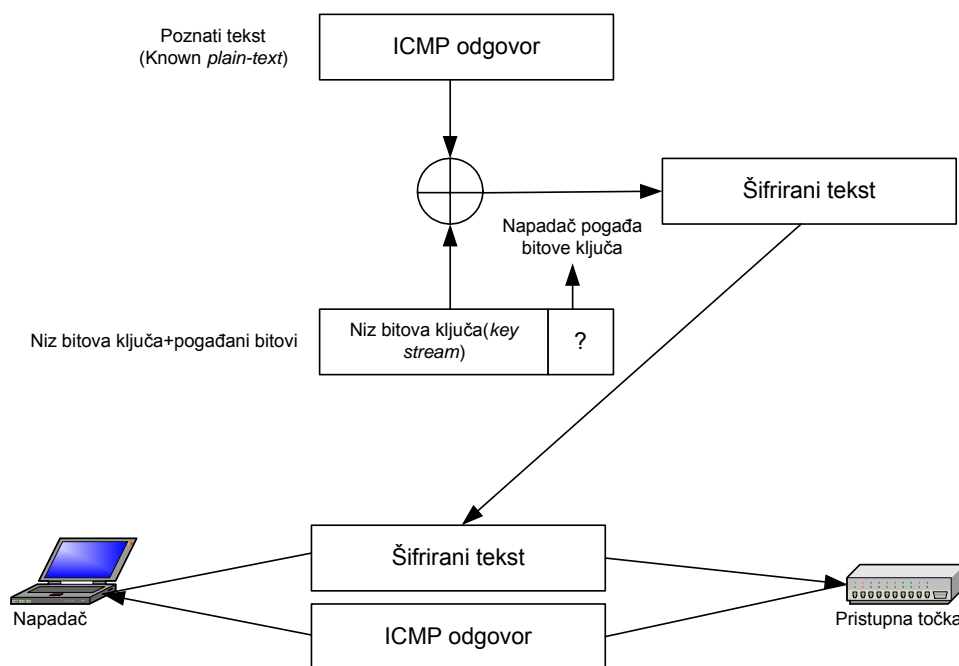 Poznati tekst
(Known plain-text)
ICMP odgovor
Šifrirani tekst
Napadač pogađa
bitove ključa
Niz bitova ključa+pogađani bitovi
Niz bitova ključa(key
stream)
?
Šifrirani tekst
ICMP odgovor
Napadač
Pristupna točka